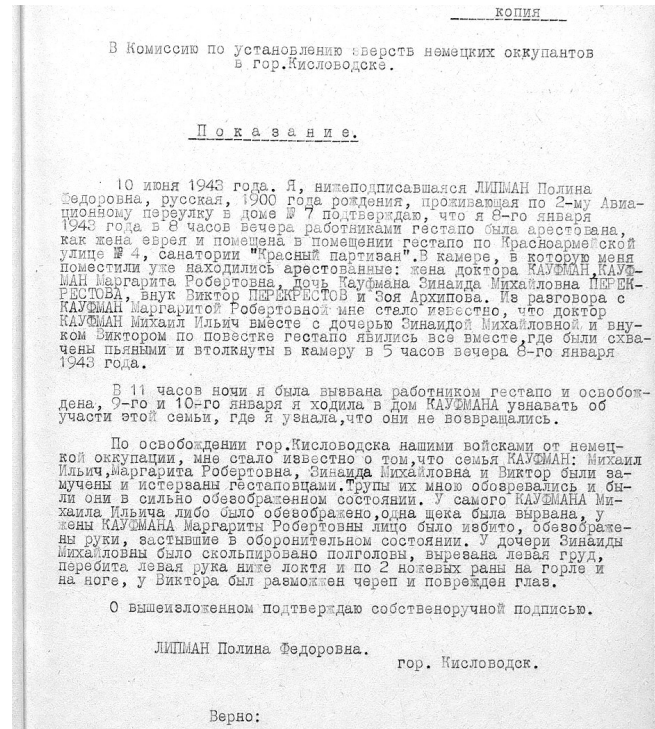 КОПИЯ
В Комиссию по установлению зверств немецких оккупантов
в гор.Кисловодске.
Показание.
10 июня 1943 года. Я, нижеподписавшаяся ЛИПМАН Полина
Федоровна, русская, 1900 года рождения, проживающая по 2-му Авиа-
ционному переулку в доме № 7 подтверждаю, что я 8-го января
1943 года в 8 часов вечера работниками гестапо была арестована,
как жена еврея и помещена в помещении гестапо по Красноармейской
улице № 4, санатории "Красный партизан".В камере, в которую меня
поместили уже находились арестованные: жена доктора КАУФМАН,КАУФ-
МАН Маргарита Робертовна, дочь Кауфмана Зинаида Михайловна ПЕРЕК-
РЕСТОВА, внук Виктор ПЕРЕКРЕСТОВ и Зоя Архипова. Из разговора с
КАУФМАН Маргаритой Робертовной мне стало известно, что доктор
КАУФМАН Михаил Ильич вместе с дочерью Зинаидой Михайловной и вну-
ком Виктором по повестке гестапо явились все вместе,где были схва-
чены пьяными и втолкнуты в камеру в 5 часов вечера 8-го января
1943 года.
В 11 часов ночи я была вызвана работником гестапо и освобож-
дена, 9-го и 10-го января я ходила в дом КАУФМАНА узнавать об
участи этой семьи, где я узнала,что они не возвращались.
По освобождении гор.Кисловодска нашими войсками от немец-
кой оккупации, мне стало известно о том,что семья КАУФМАН: Михаил
Ильич,Маргарита Робертовна, Зинаида Михайловна и Виктор были за-
мучены и истерзаны гестаповцами.Трупы их мною обозревались и бы-
ли они в сильно обезображенном состоянии. У самого КАУФМАНА Ми-
хаила Ильича либо было обезображено,одна щека была вырвана, у
жены КАУФМАНА Маргариты Робертовны лицо было избито, обезображе-
ны руки, застывшие в оборонительном состоянии. У дочери Зинаиды
Михайловны было скольпировано полголовы, вырезана левая груд,
перебита левая рука ниже локтя и по 2 ножевых раны на горле и
на ноге, у Виктора был размозжен череп и поврежден глаз.
О вышеизложенном подтверждаю собственоручной подписью.
ЛИПМАН Полина Федоровна.
гор. Кисловодск.
Верно: